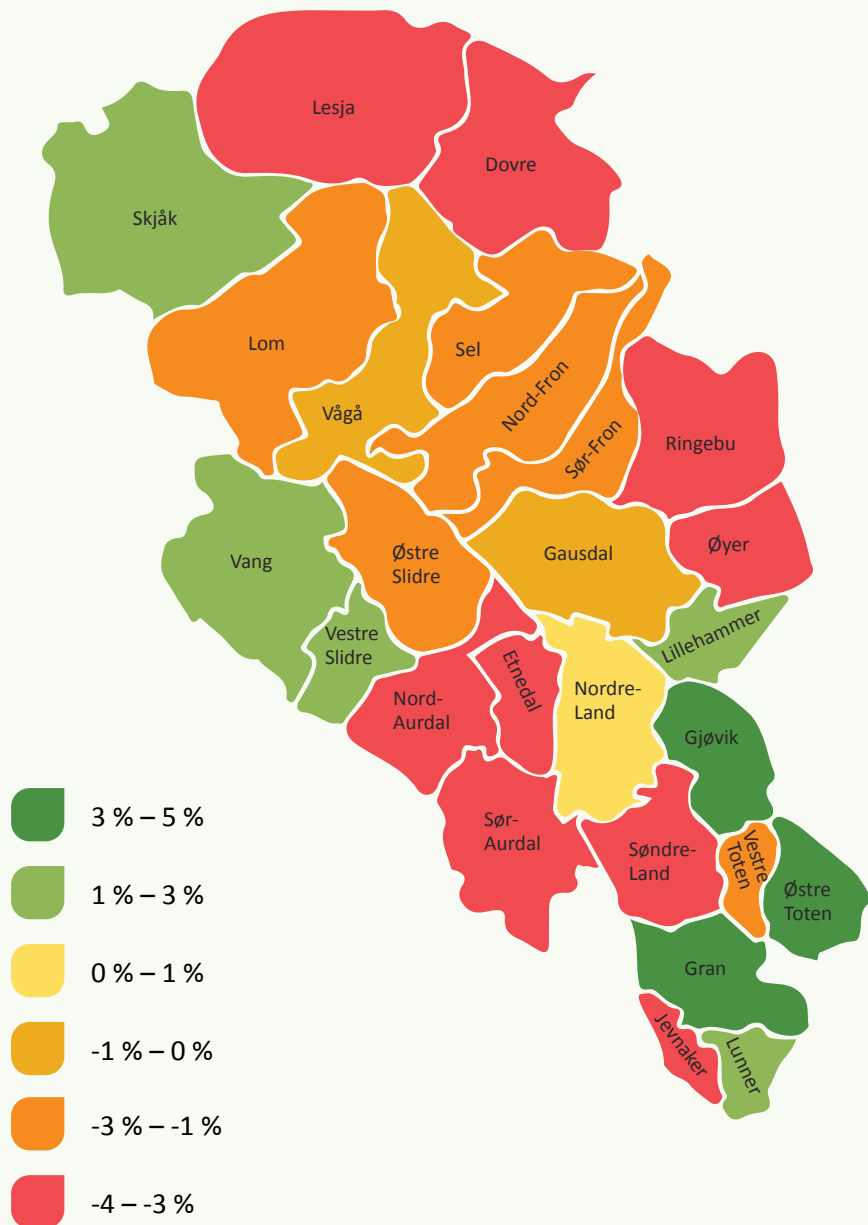 Lesja
Dovre
Skjåk
Lom
Sel
Nord-Fron
Vågå
Sør-Fron
Ringebu
Øyer
Gausdal
Østre
Slidre
Vang
Vestre
Slidre
Lillehammer
Etnedal
Nordre-
Land
Nord-
Aurdal
Gjøvik
Sør-
Aurdal
Søndre-
Land
Vestre
Toten
Østre
Toten
Gran
Jevnaker
Lunner
3 % – 5 %
1 % – 3 %
0 % – 1 %
-1 % – 0 %
-3 % – -1 %
-4 – -3 %